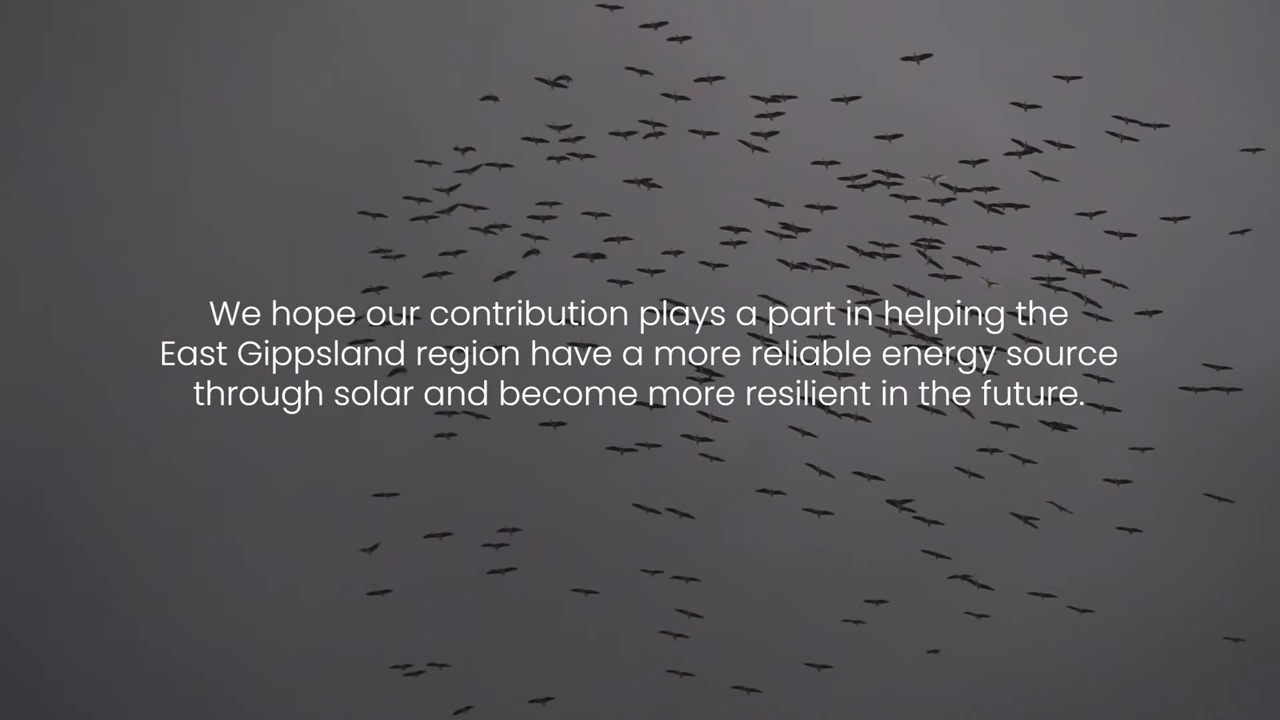 We hope our contribution plays a part in helping the
East Gippsland region have a more reliable energy source
through solar and become more resilient in the future.